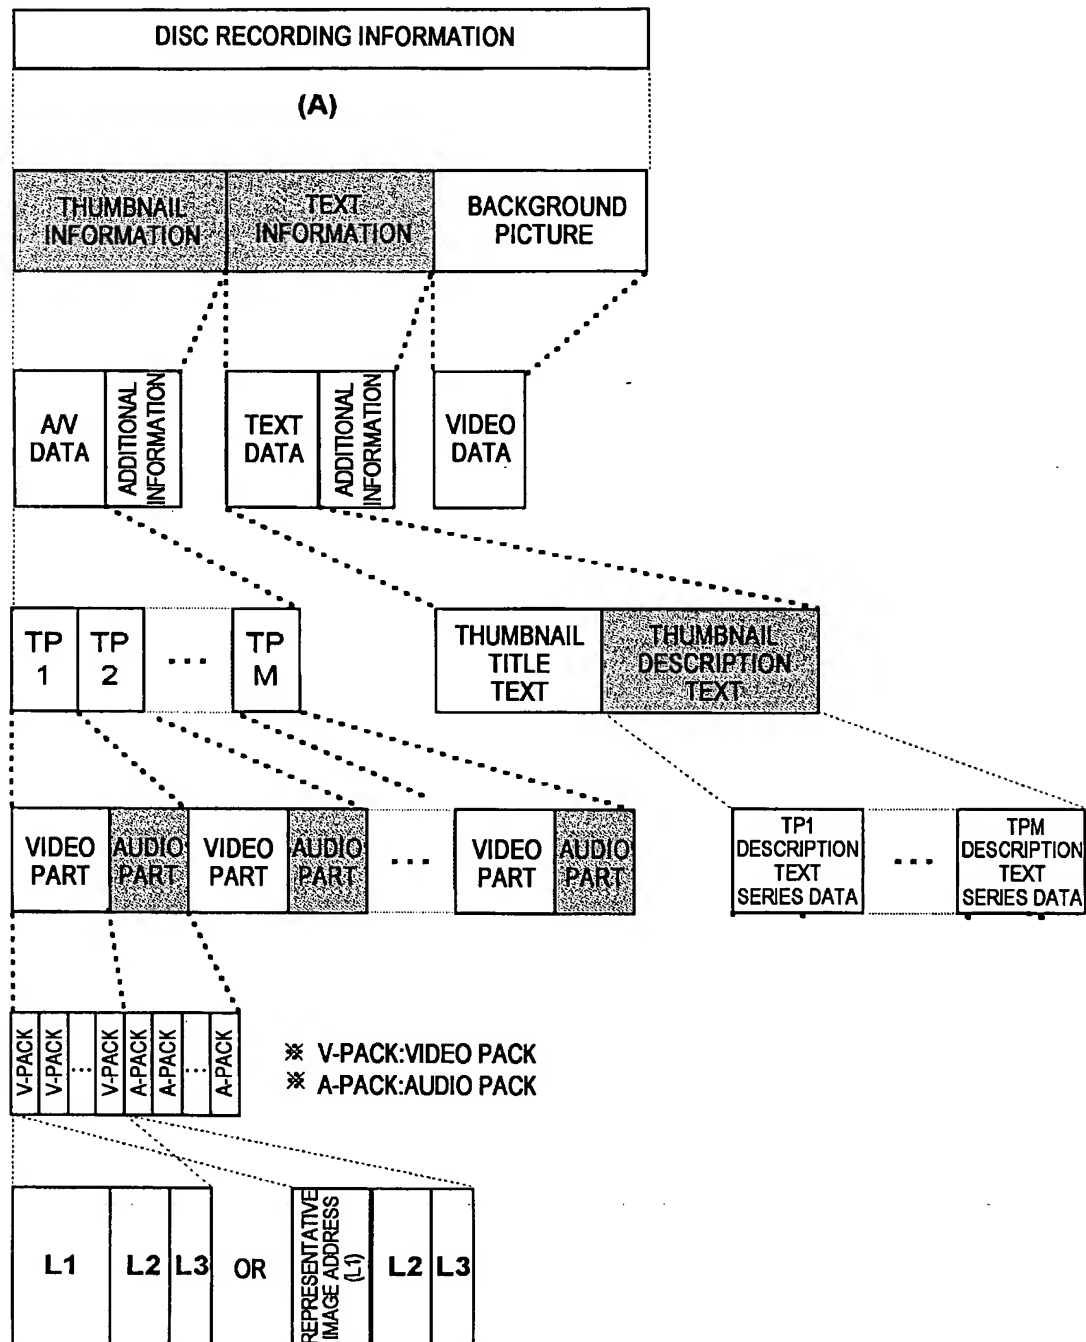 DISC RECORDING INFORMATION
(A)
THUMBNAIL
INFORMATION
TEXT
INFORMATION
BACKGROUND
PICTURE
A/V
DATA
ADDITIONAL
INFORMATION
TEXT
DATA
ADDITIONAL
INFORMATION
VIDEO
DATA
TP
1
TP
2
...
TP
M
THUMBNAIL
TITLE
TEXT
THUMBNAIL
DESCRIPTION
TEXT
VIDEO
PART
AUDIO
PART
VIDEO
PART
AUDIO
PART
...
VIDEO
PART
AUDIO
PART
TP1
DESCRIPTION
TEXT
SERIES DATA
...
TPM
DESCRIPTION
TEXT
SERIES DATA
V-PACK
V-PACK
...
V-PACK
A-PACK
A-PACK
...
A-PACK
※ V-PACK:VIDEO PACK
※ A-PACK:AUDIO PACK
L1
L2
L3
OR
REPRESENTATIVE
IMAGE ADDRESS
(L1)
L2
L3